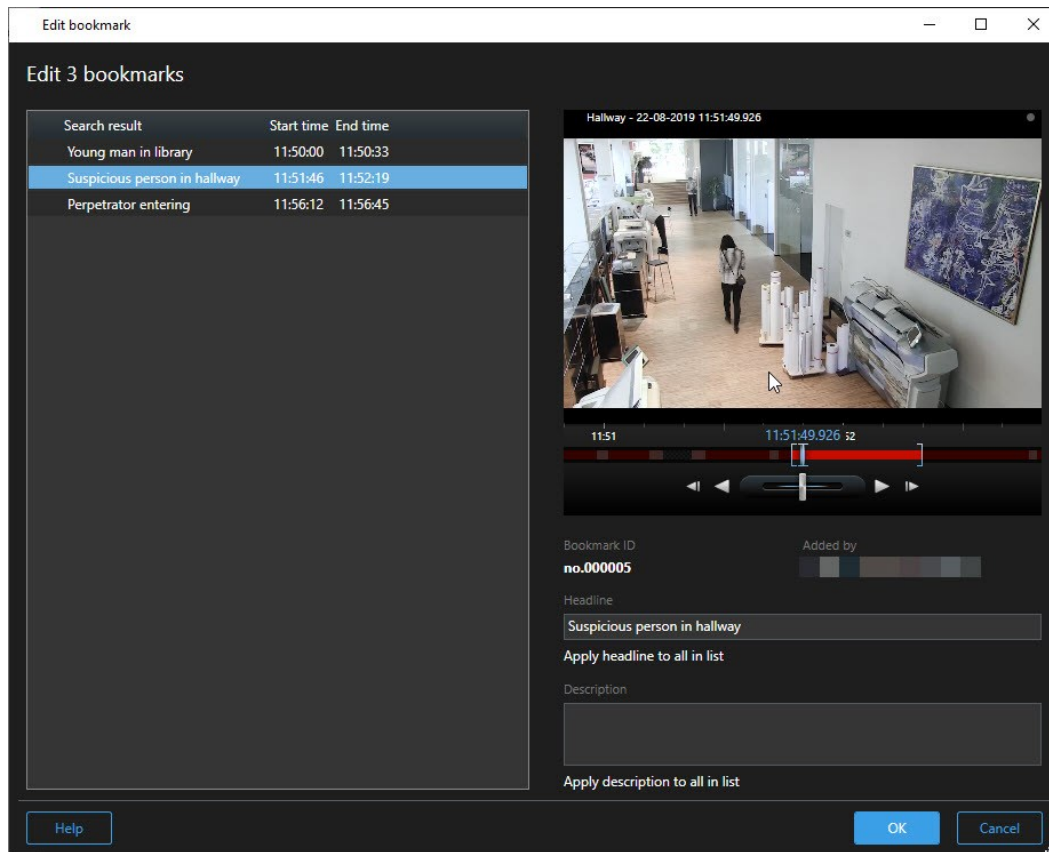 Edit bookmark
Edit 3 bookmarks
Search result Start time End time
Young man in library 11:50:00 11:50:33
Suspicious person in hallway 11:51:46 11:52:19
Perpetrator entering 11:56:12 11:56:45
Hallway - 22-08-2019 11:51:49.926
11:51 11:51:49.926 52
Bookmark ID Added by
no.000005
Headline
Suspicious person in hallway
Apply headline to all in list
Description
Apply description to all in list
Help OK Cancel